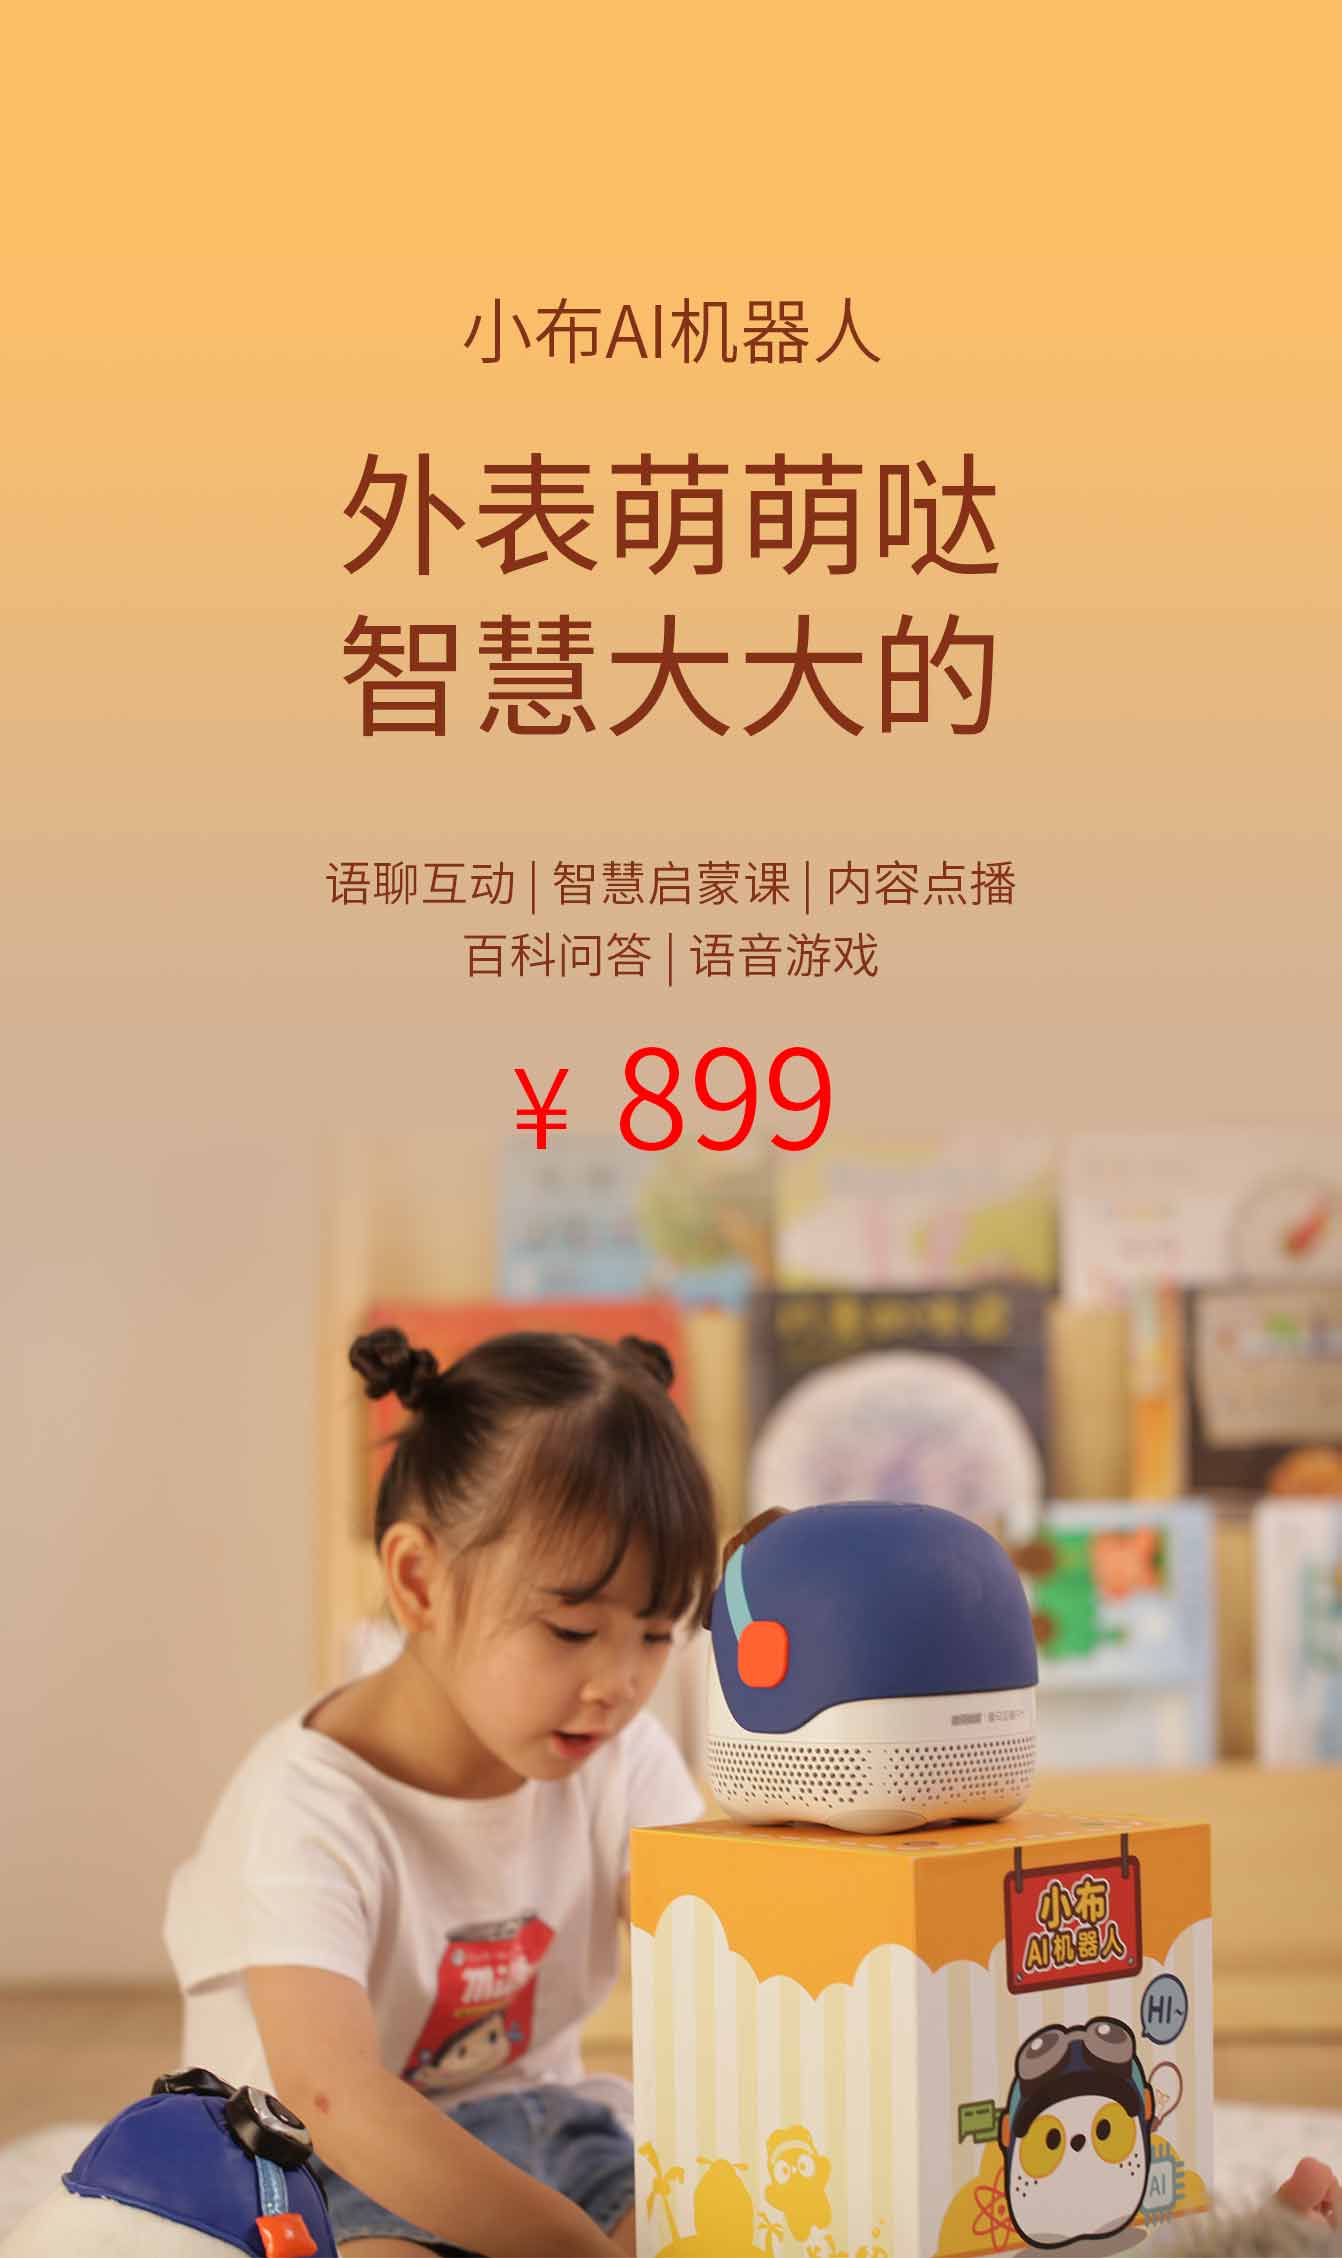 小布AI机器人
外表萌萌哒
智慧大大的
语聊互动 | 智慧启蒙课 | 内容点播
百科问答 | 语音游戏
¥ 899
小布
AI机器人
HI~
AI